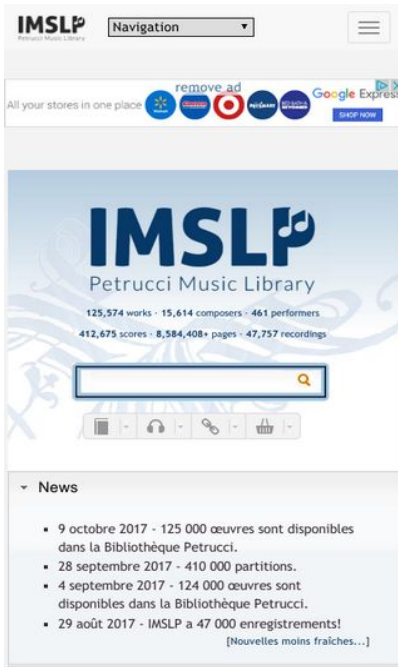 IMSLP
Petrucci Music Library
Navigation
remove ad
All your stores in one place
Google Express
SHOP NOW
IMSLP
Petrucci Music Library
125,574 works · 15,614 composers · 461 performers
412,675 scores · 8,584,408+ pages · 47,757 recordings
News
9 octobre 2017 - 125 000 œuvres sont disponibles
dans la Bibliothèque Petrucci.
28 septembre 2017 - 410 000 partitions.
4 septembre 2017 - 124 000 œuvres sont
disponibles dans la Bibliothèque Petrucci.
29 août 2017 - IMSLP a 47 000 enregistrements!
[Nouvelles moins fraîches...]